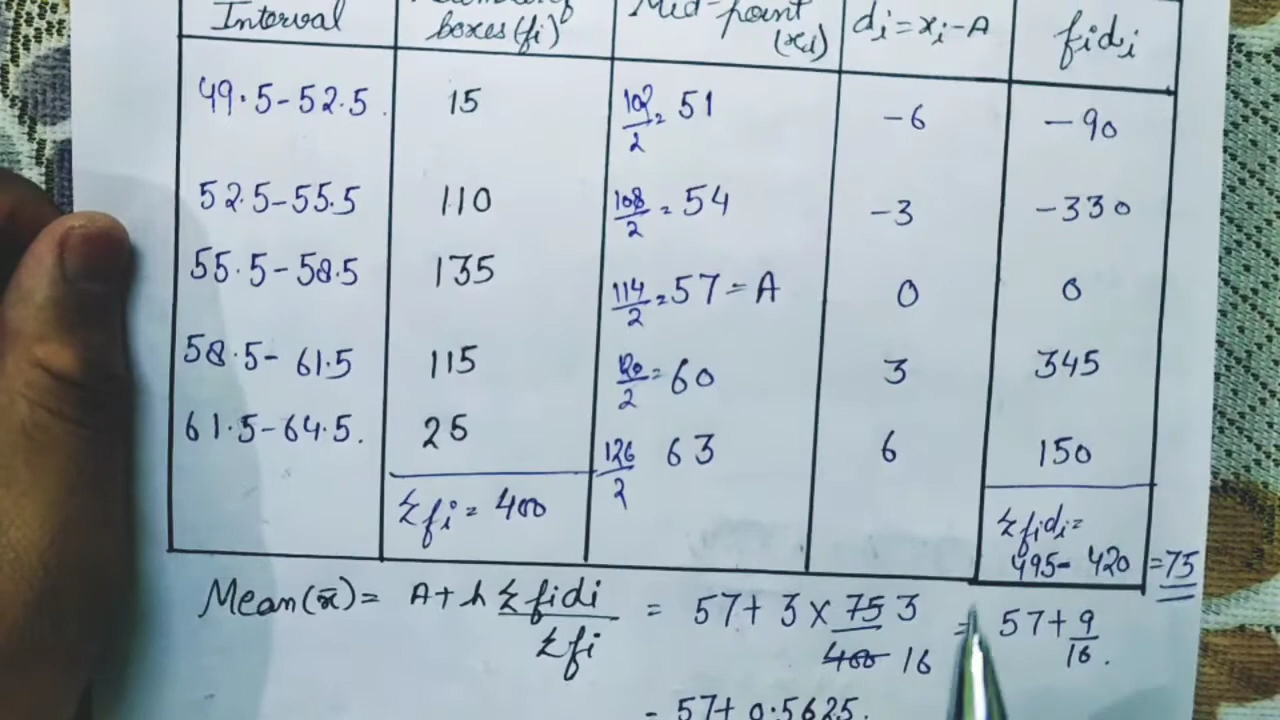 Interval boxes(fi) Mid-point (xi) di = xi - A fidi
49.5-52.5 15 102/2 = 51 -6 -90
52.5-55.5 110 108/2 = 54 -3 -330
55.5-58.5 135 114/2 = 57 = A 0 0
58.5- 61.5 115 120/2 = 60 3 345
61.5-64.5. 25 126/2 63 6 150
Σfi = 400 Σfidi =
495- 420 = 75
Mean(x̄) = A + h Σfidi/Σfi = 57 + 3 × 75/400 3/16 = 57 + 9/16.
= 57 + 0.5625.